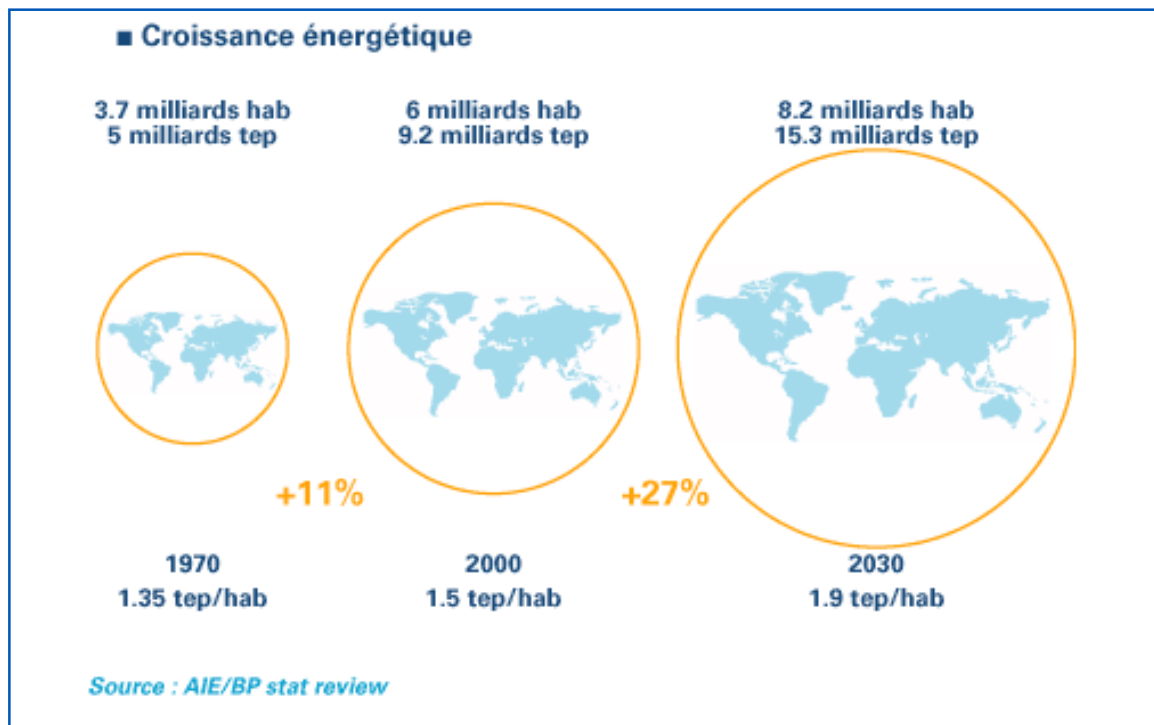 ■ Croissance énergétique
3.7 milliards hab
5 milliards tep
6 milliards hab
9.2 milliards tep
8.2 milliards hab
15.3 milliards tep
+11%
+27%
1970
1.35 tep/hab
2000
1.5 tep/hab
2030
1.9 tep/hab
Source : AIE/BP stat review